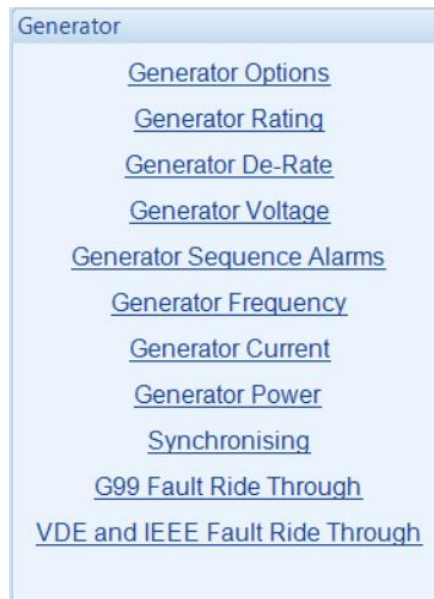 Generator
Generator Options
Generator Rating
Generator De-Rate
Generator Voltage
Generator Sequence Alarms
Generator Frequency
Generator Current
Generator Power
Synchronising
G99 Fault Ride Through
VDE and IEEE Fault Ride Through